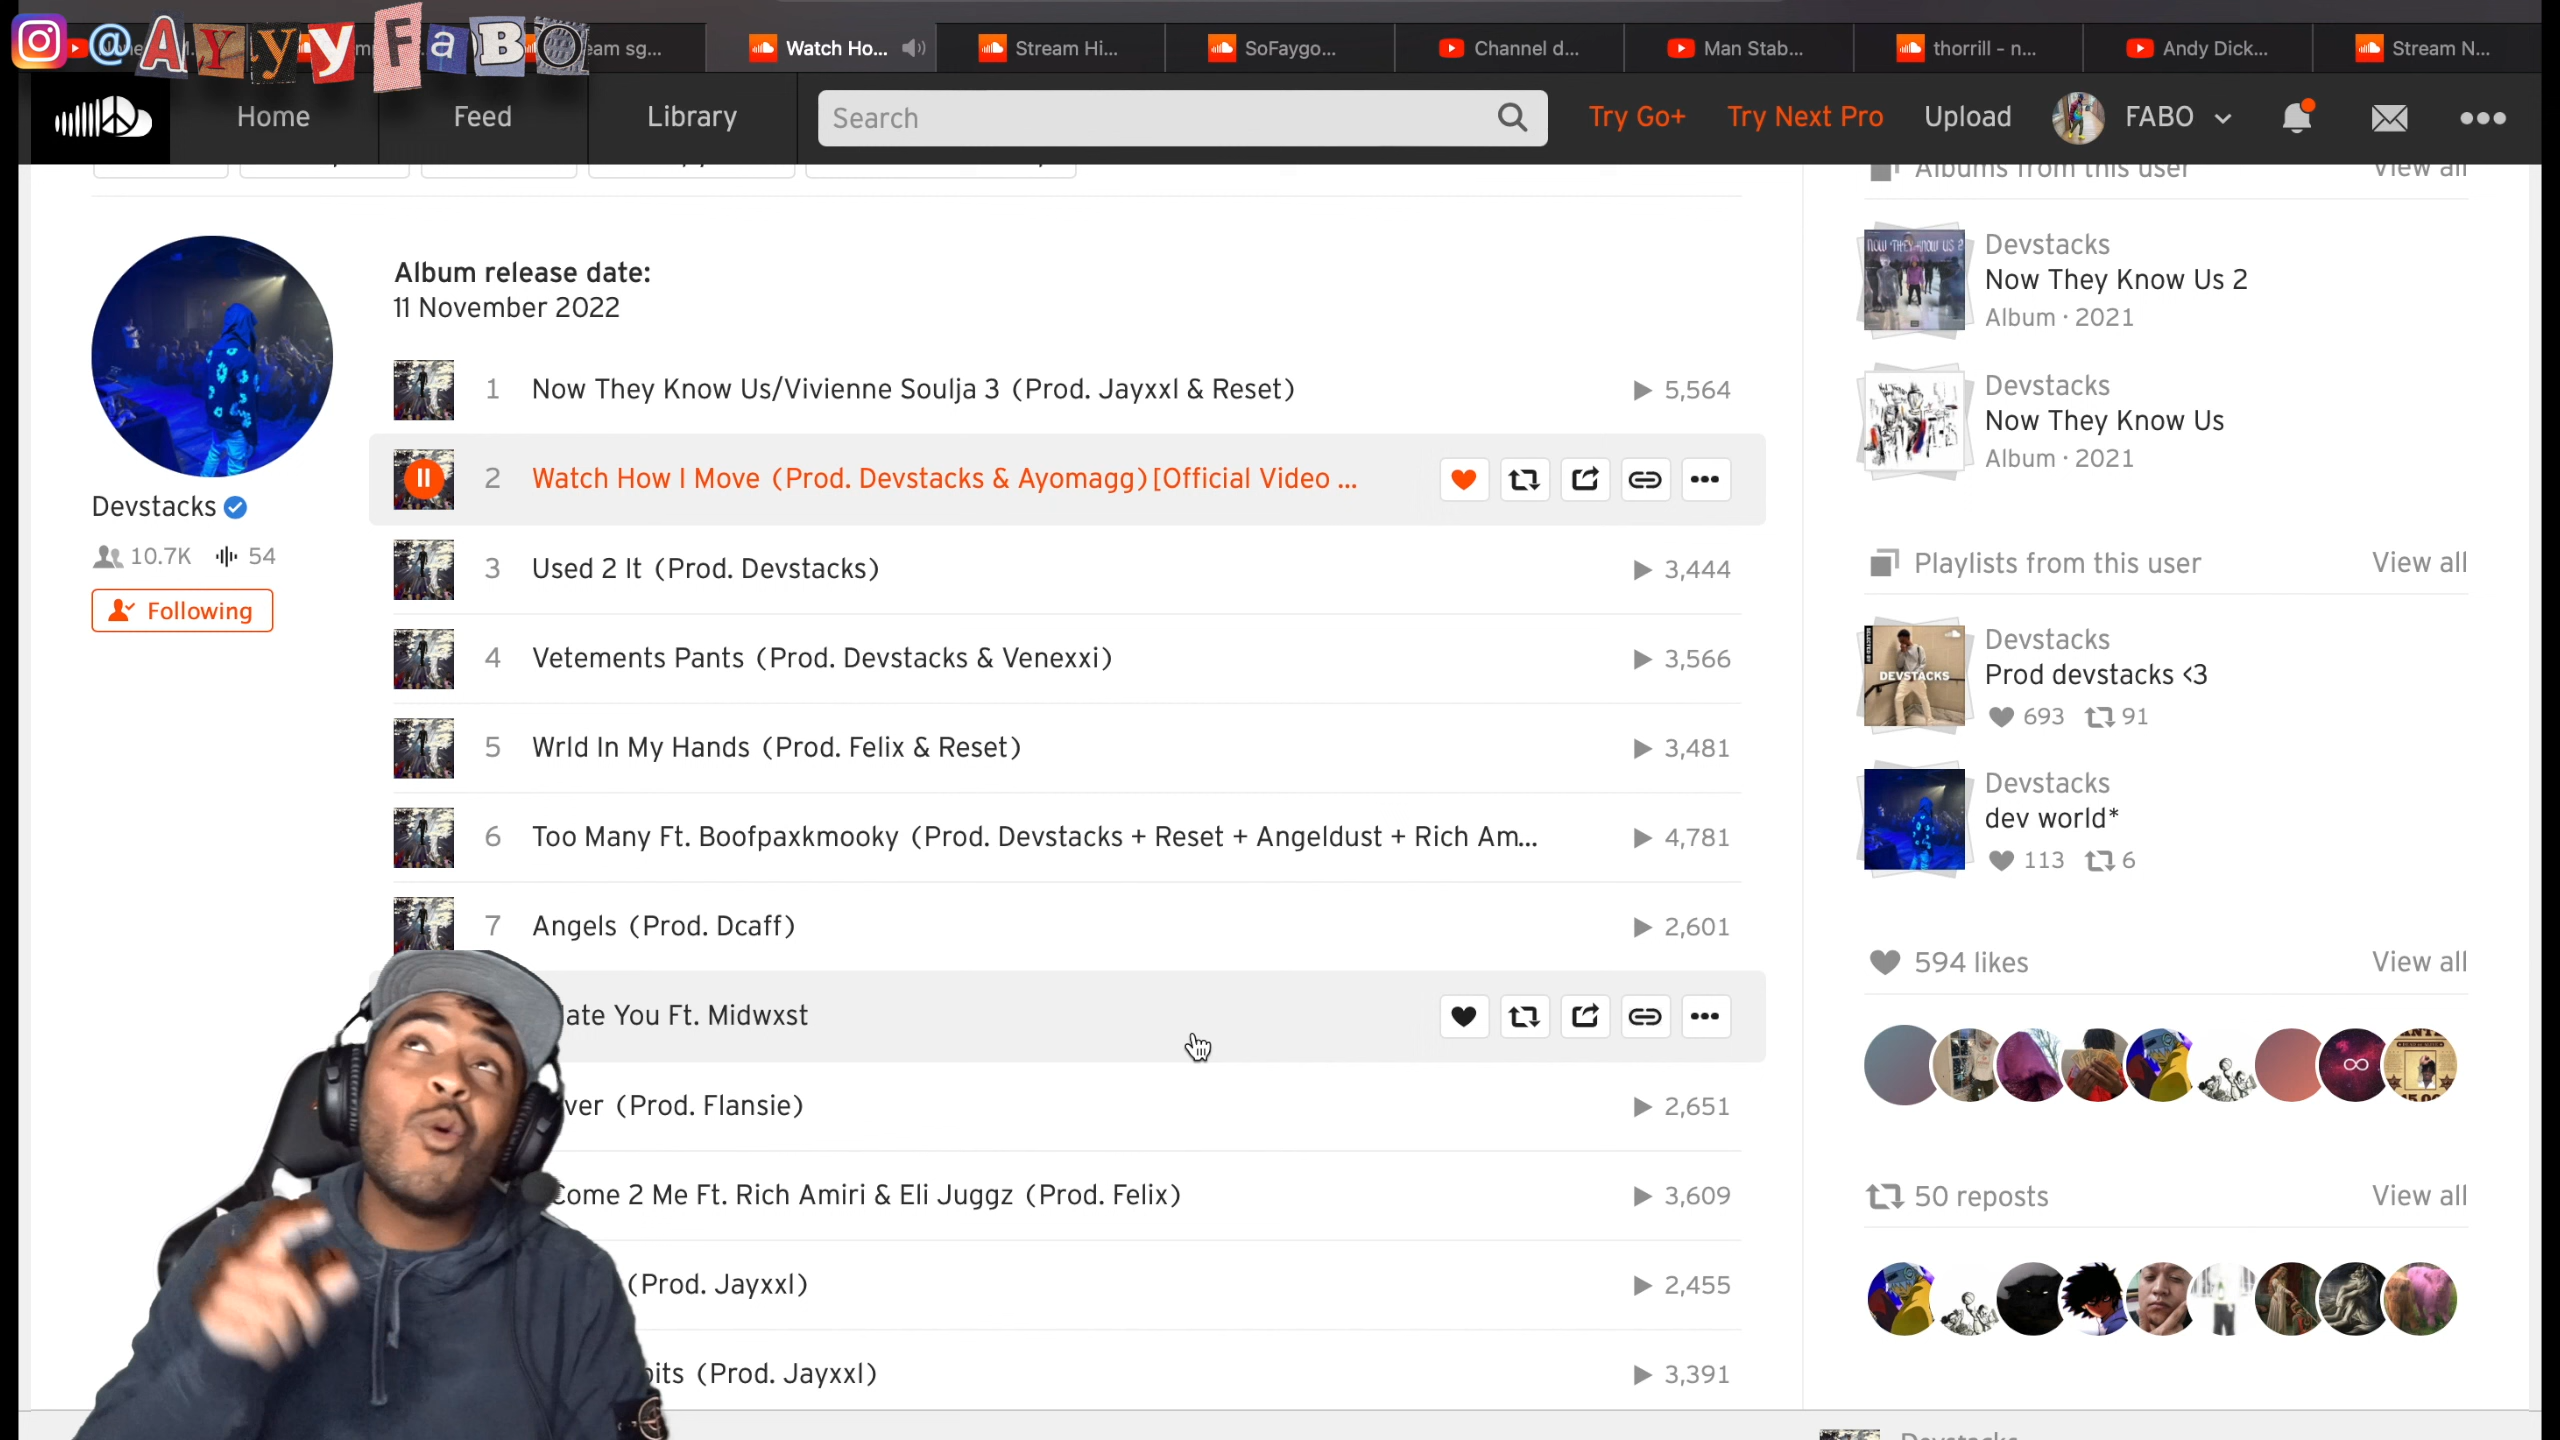 @AYyyFaBO
eam sg...
Watch Ho...
Stream Hi...
SoFaygo...
Channel d...
Man Stab...
thorrill - n...
Andy Dick...
Stream N...
Home
Feed
Library
Search
Try Go+
Try Next Pro
Upload
FABO
Albums from this user
View all
Album release date:
11 November 2022
Devstacks
10.7K 54
Following
1 Now They Know Us/Vivienne Soulja 3 (Prod. Jayxxl & Reset) 5,564
2 Watch How I Move (Prod. Devstacks & Ayomagg)[Official Video ...
3 Used 2 It (Prod. Devstacks) 3,444
4 Vetements Pants (Prod. Devstacks & Venexxi) 3,566
5 Wrld In My Hands (Prod. Felix & Reset) 3,481
6 Too Many Ft. Boofpaxkmooky (Prod. Devstacks + Reset + Angeldust + Rich Am... 4,781
7 Angels (Prod. Dcaff) 2,601
ate You Ft. Midwxst
ver (Prod. Flansie) 2,651
Come 2 Me Ft. Rich Amiri & Eli Juggz (Prod. Felix) 3,609
(Prod. Jayxxl) 2,455
bits (Prod. Jayxxl) 3,391
Devstacks
Now They Know Us 2
Album · 2021
Devstacks
Now They Know Us
Album · 2021
Playlists from this user
View all
DEVSTACKS
Devstacks
Prod devstacks <3
693 91
Devstacks
dev world*
113 6
594 likes
View all
50 reposts
View all
Devstacks